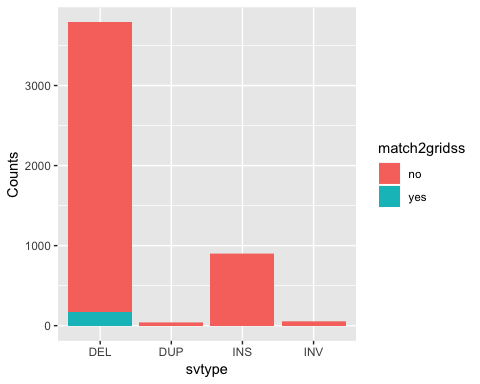 Counts
3000
2000
1000
0
DEL DUP INS INV
svtype
match2gridss
no
yes